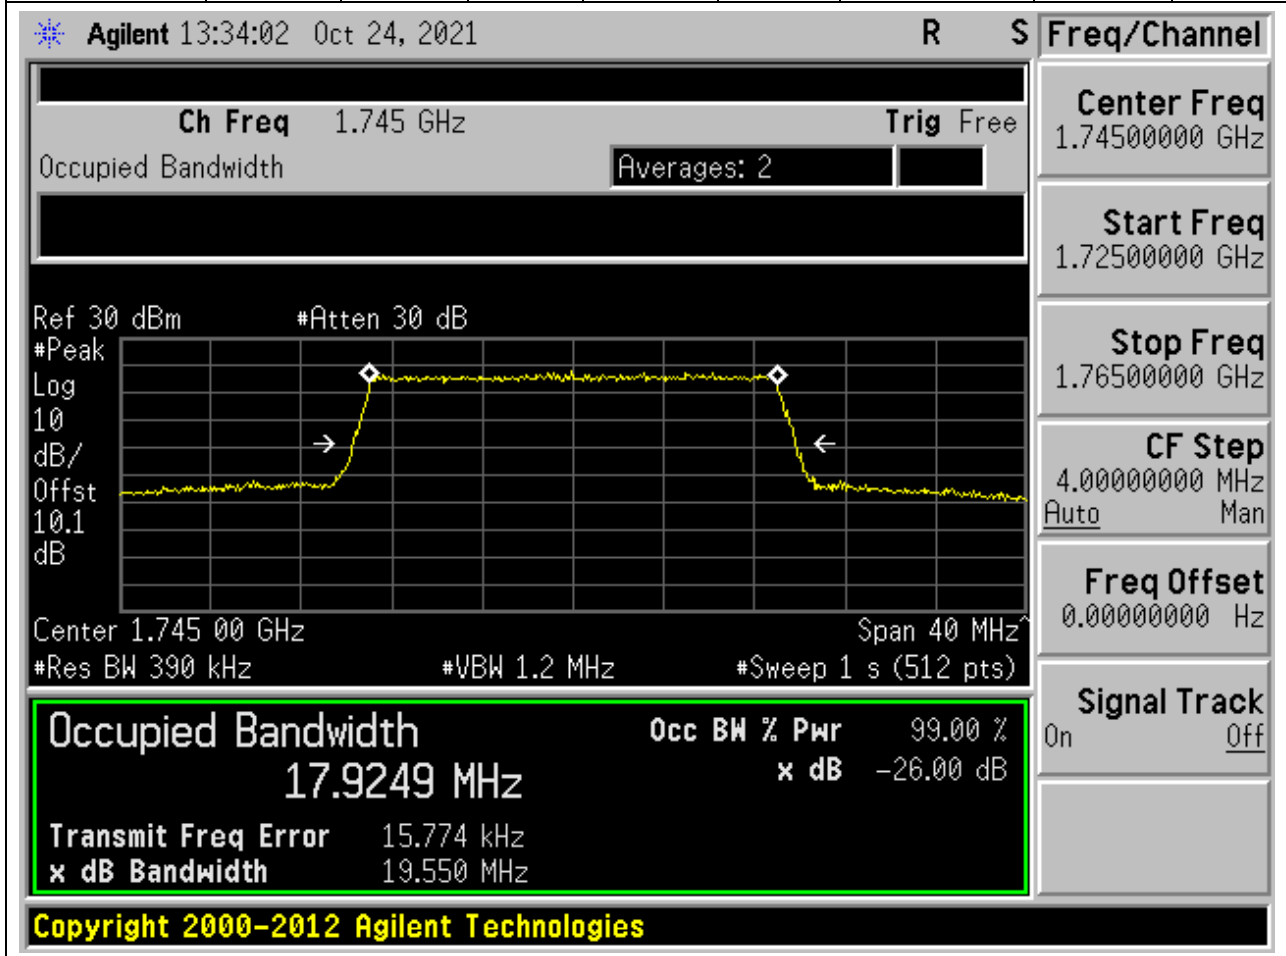 Agilent 13:34:02 Oct 24, 2021 R S
Freq/Channel
Ch Freq 1.745 GHz Trig Free
Occupied Bandwidth Averages: 2
Center Freq
1.74500000 GHz
Start Freq
1.72500000 GHz
Stop Freq
1.76500000 GHz
CF Step
4.00000000 MHz
Auto Man
Freq Offset
0.00000000 Hz
Signal Track
On Off
Ref 30 dBm #Atten 30 dB
#Peak
Log
10
dB/
Offst
10.1
dB
Center 1.745 00 GHz Span 40 MHz^
#Res BW 390 kHz #VBW 1.2 MHz #Sweep 1 s (512 pts)
Occupied Bandwidth Occ BW % Pwr 99.00 %
17.9249 MHz x dB -26.00 dB
Transmit Freq Error 15.774 kHz
x dB Bandwidth 19.550 MHz
Copyright 2000-2012 Agilent Technologies